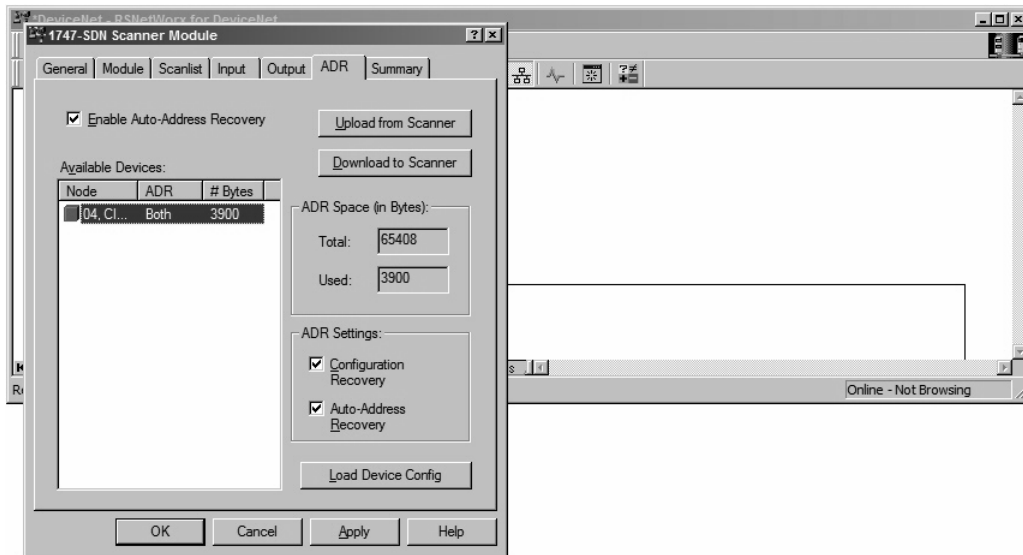 *DeviceNet - RSNetWorx for DeviceNet
1747-SDN Scanner Module
General Module Scanlist Input Output ADR Summary
Enable Auto-Address Recovery
Upload from Scanner
Download to Scanner
Available Devices:
Node ADR # Bytes
04, Cl... Both 3900
ADR Space (in Bytes):
Total: 65408
Used: 3900
ADR Settings:
Configuration
Recovery
Auto-Address
Recovery
Load Device Config
OK Cancel Apply Help
Online - Not Browsing